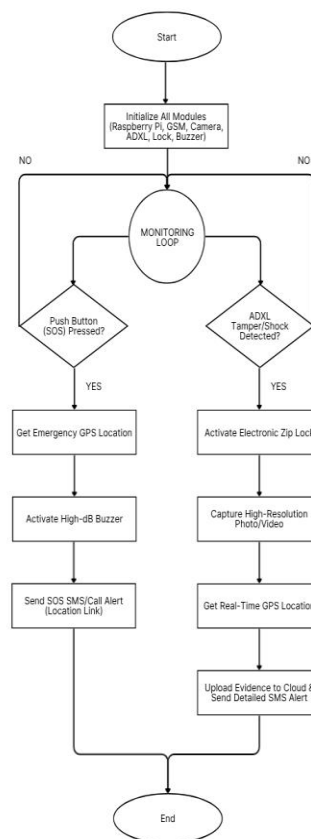 Start
Initialize All Modules
(Raspberry Pi, GSM, Camera,
ADXL, Lock, Buzzer)
NO
NO
MONITORING
LOOP
Push Button
(SOS) Pressed?
ADXL
Tamper/Shock
Detected?
YES
YES
Get Emergency GPS Location
Activate Electronic Zip Lock
Activate High-dB Buzzer
Capture High-Resolution
Photo/Video
Send SOS SMS/Call Alert
(Location Link)
Get Real-Time GPS Location
Upload Evidence to Cloud &
Send Detailed SMS Alert
End